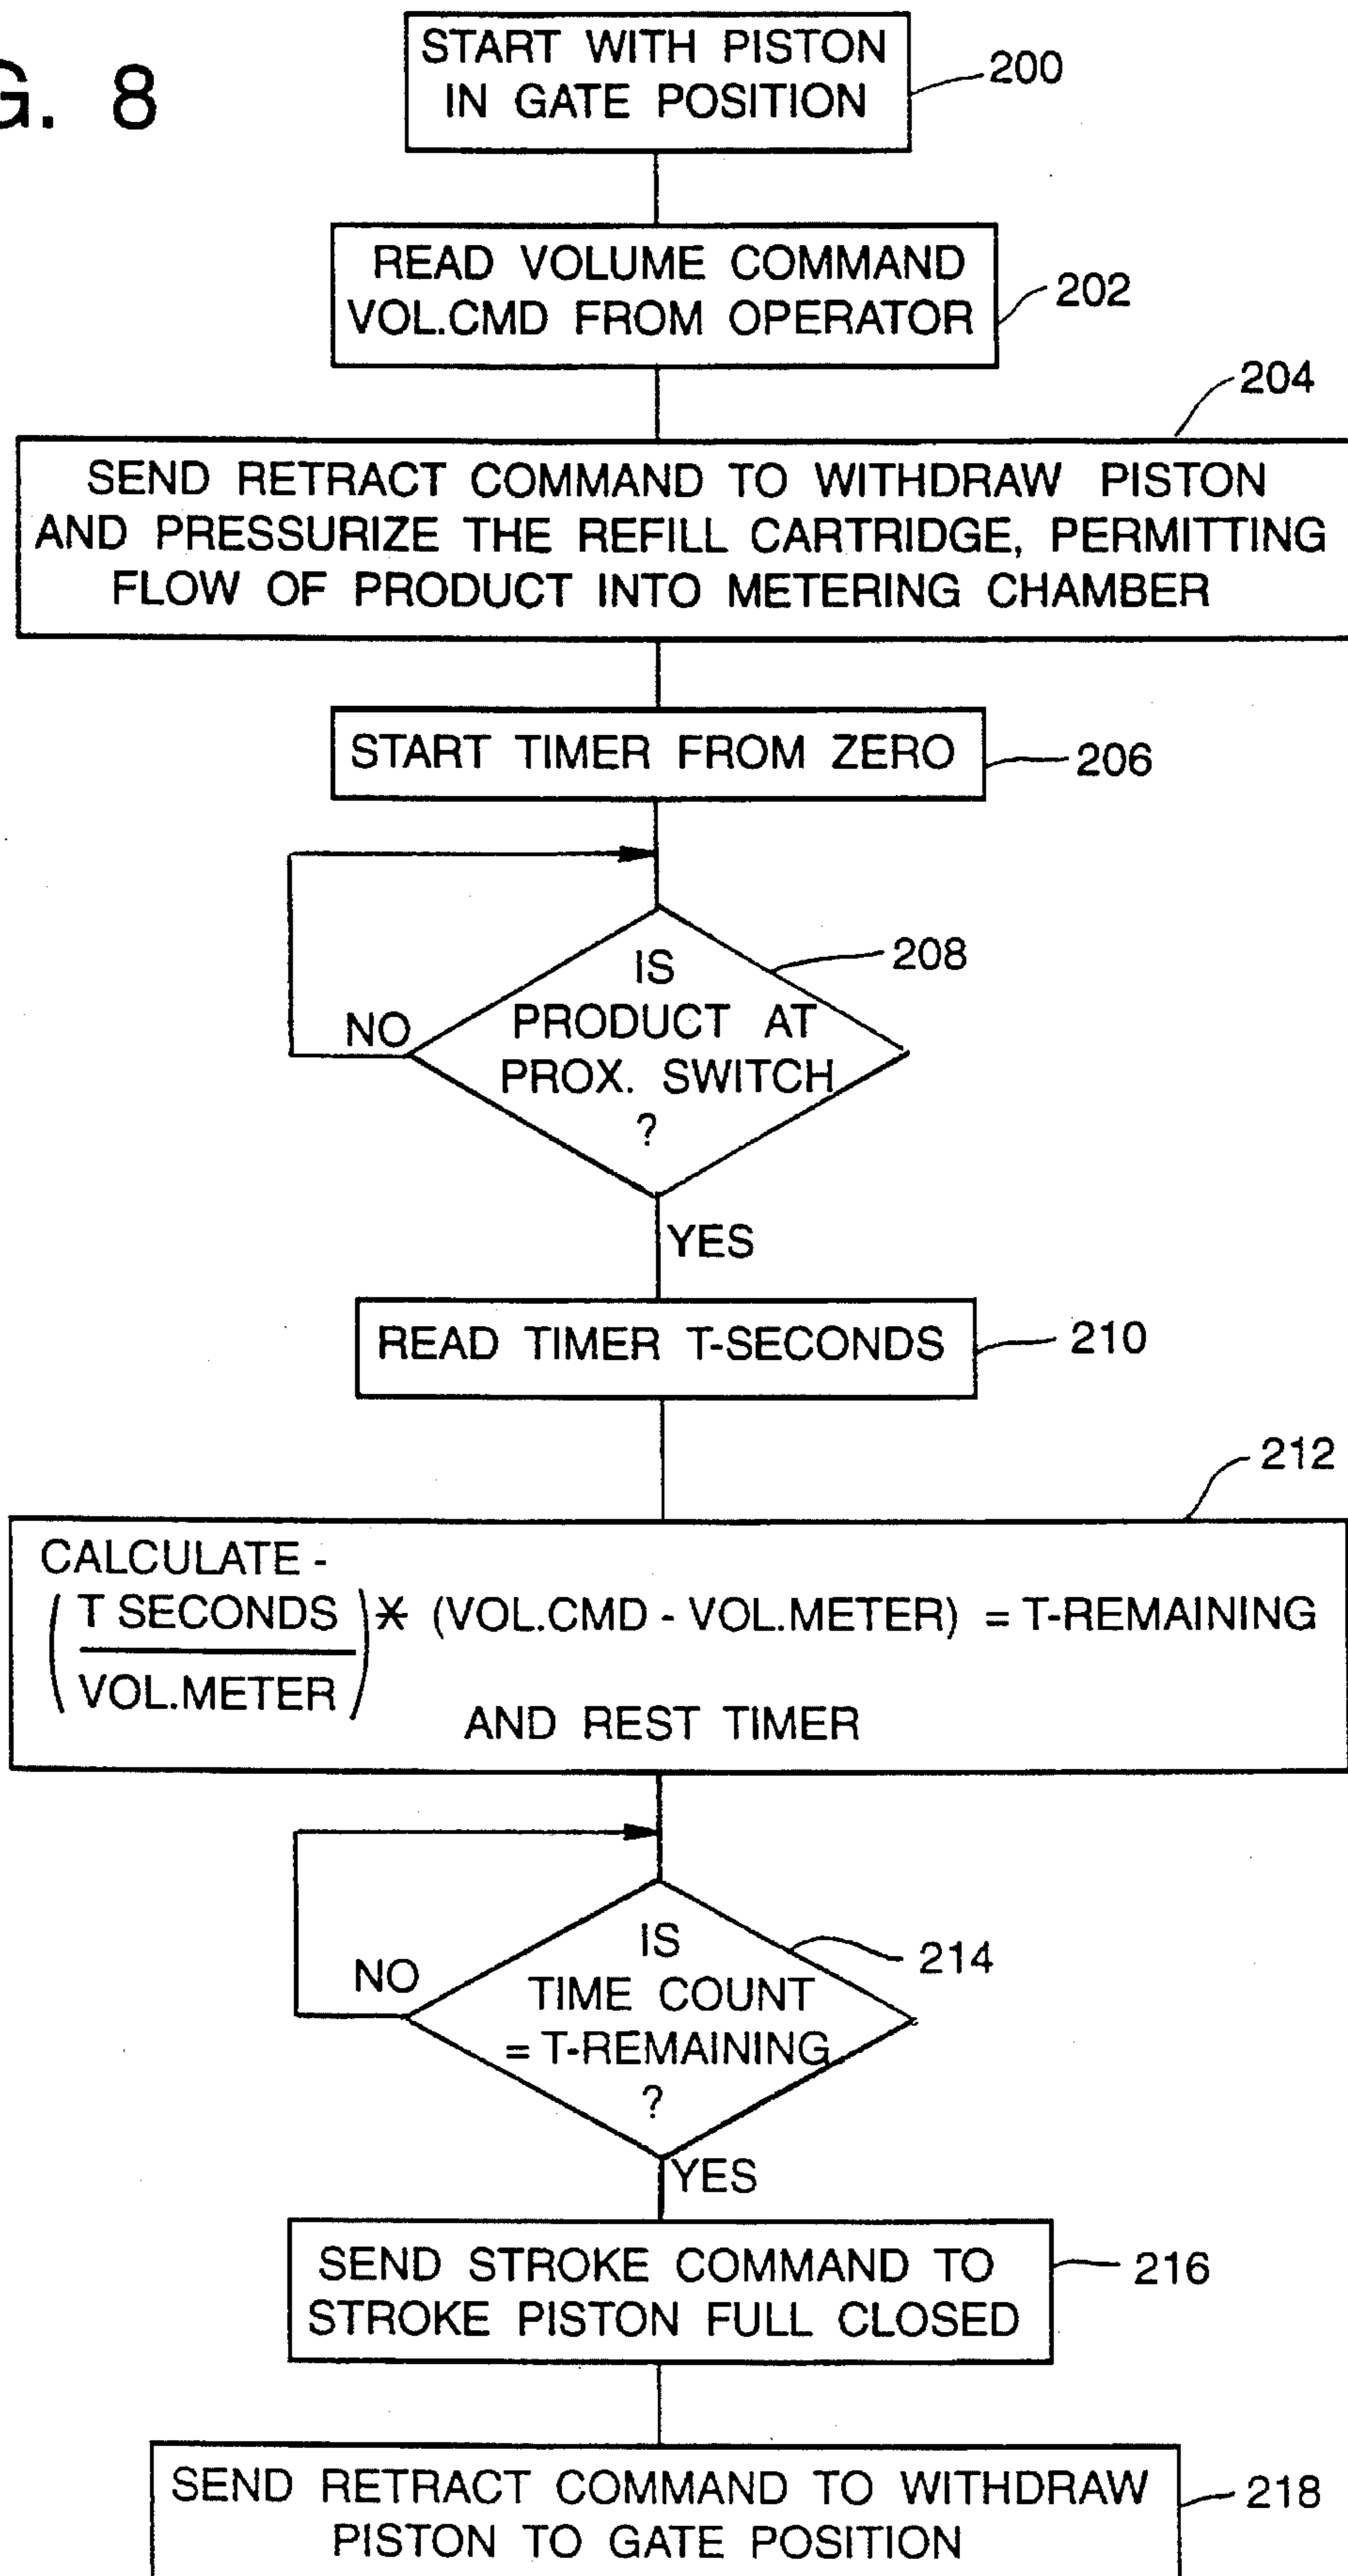 G. 8
START WITH PISTON
IN GATE POSITION
200
READ VOLUME COMMAND
VOL.CMD FROM OPERATOR
202
204
SEND RETRACT COMMAND TO WITHDRAW PISTON
AND PRESSURIZE THE REFILL CARTRIDGE, PERMITTING
FLOW OF PRODUCT INTO METERING CHAMBER
START TIMER FROM ZERO
206
208
IS
PRODUCT AT
PROX. SWITCH
?
NO
YES
READ TIMER T-SECONDS
210
212
CALCULATE -
( T SECONDS / VOL.METER ) * (VOL.CMD - VOL.METER) = T-REMAINING
AND REST TIMER
IS
TIME COUNT
= T-REMAINING
?
214
NO
YES
SEND STROKE COMMAND TO
STROKE PISTON FULL CLOSED
216
SEND RETRACT COMMAND TO WITHDRAW
PISTON TO GATE POSITION
218